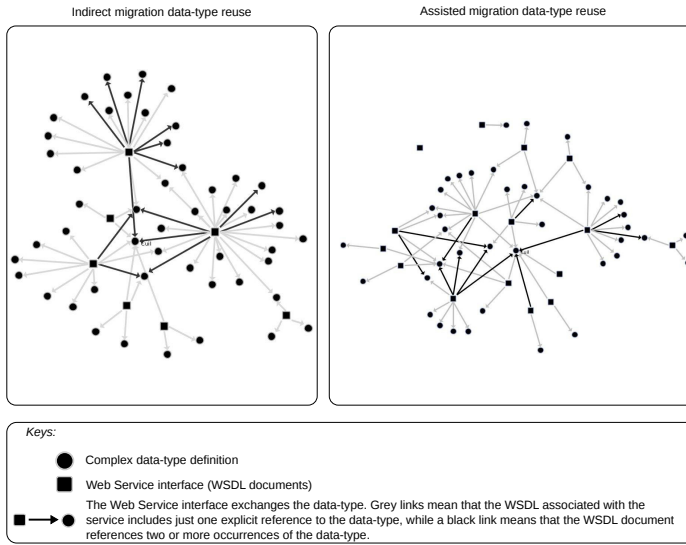 Indirect migration data-type reuse
Assisted migration data-type reuse
Cuil
Keys:
Complex data-type definition
Web Service interface (WSDL documents)
The Web Service interface exchanges the data-type. Grey links mean that the WSDL associated with the
service includes just one explicit reference to the data-type, while a black link means that the WSDL document
references two or more occurrences of the data-type.